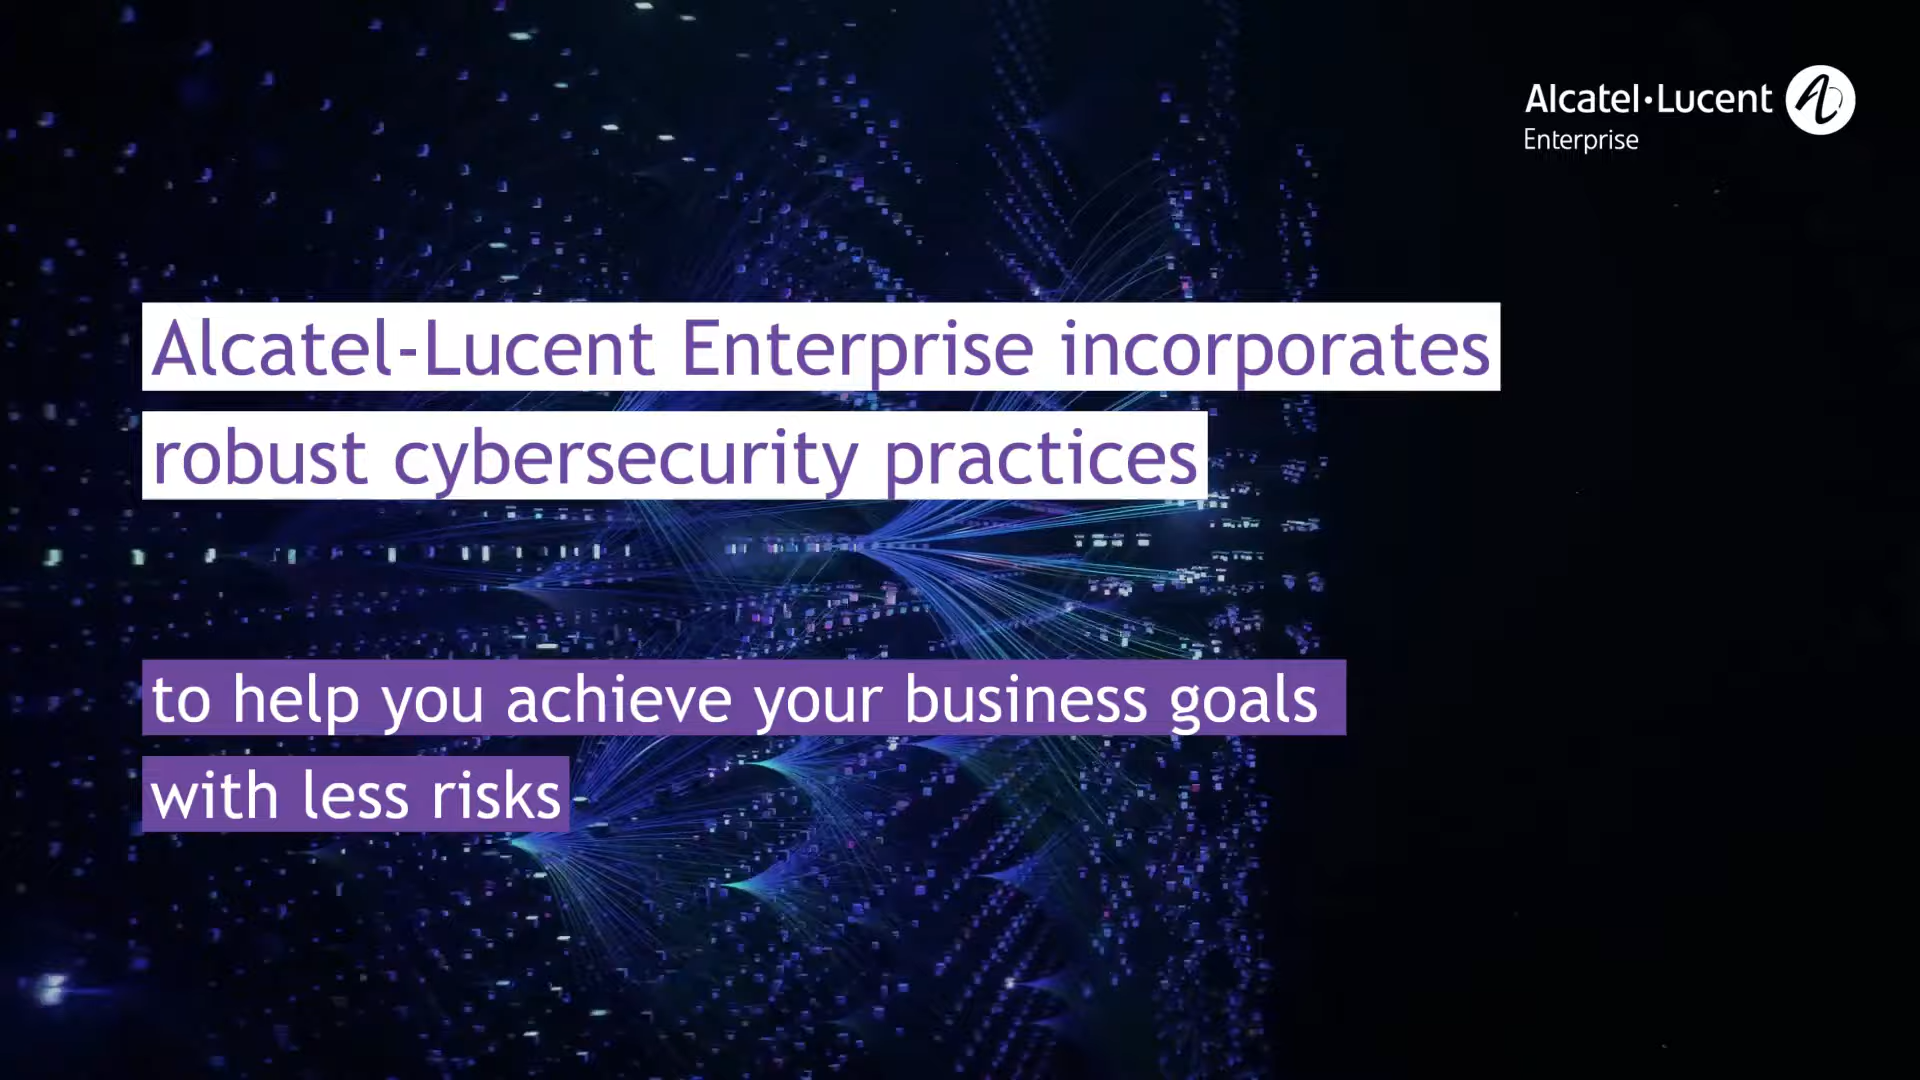 Alcatel·Lucent
Enterprise
Alcatel-Lucent Enterprise incorporates
robust cybersecurity practices
to help you achieve your business goals
with less risks